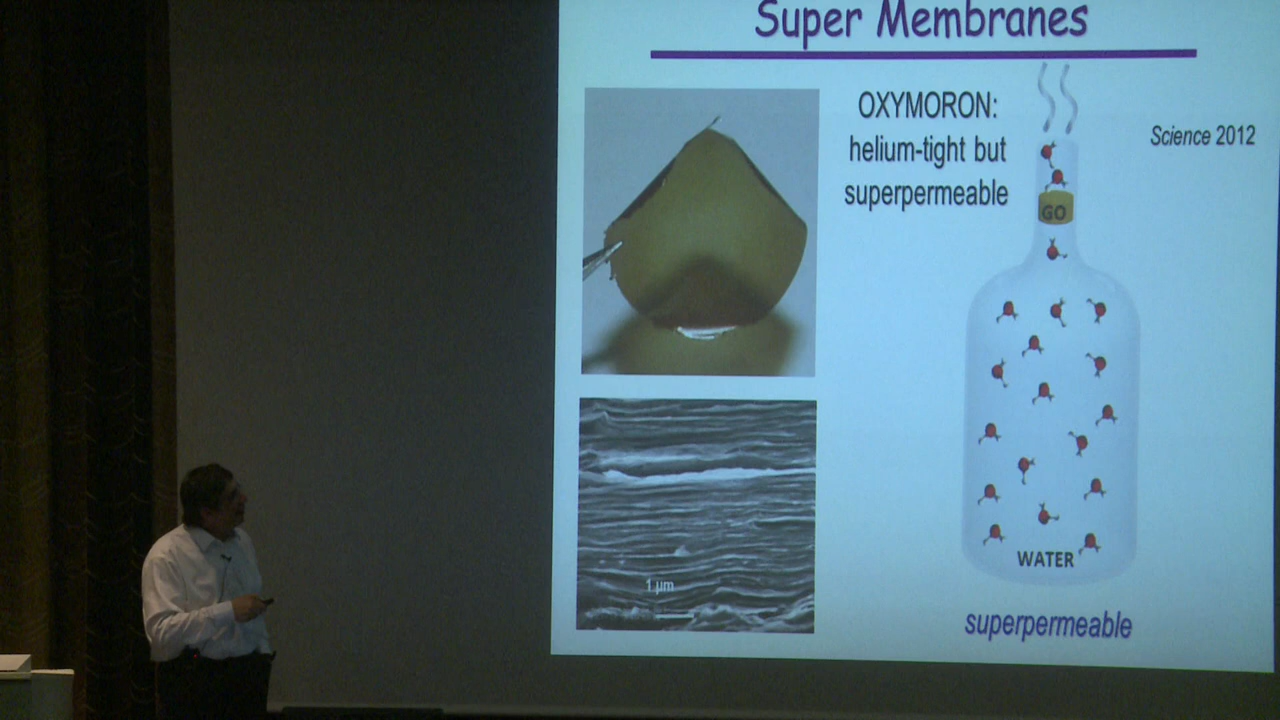 Super Membranes
OXYMORON:
helium-tight but
superpermeable
Science 2012
GO
1 µm
WATER
superpermeable